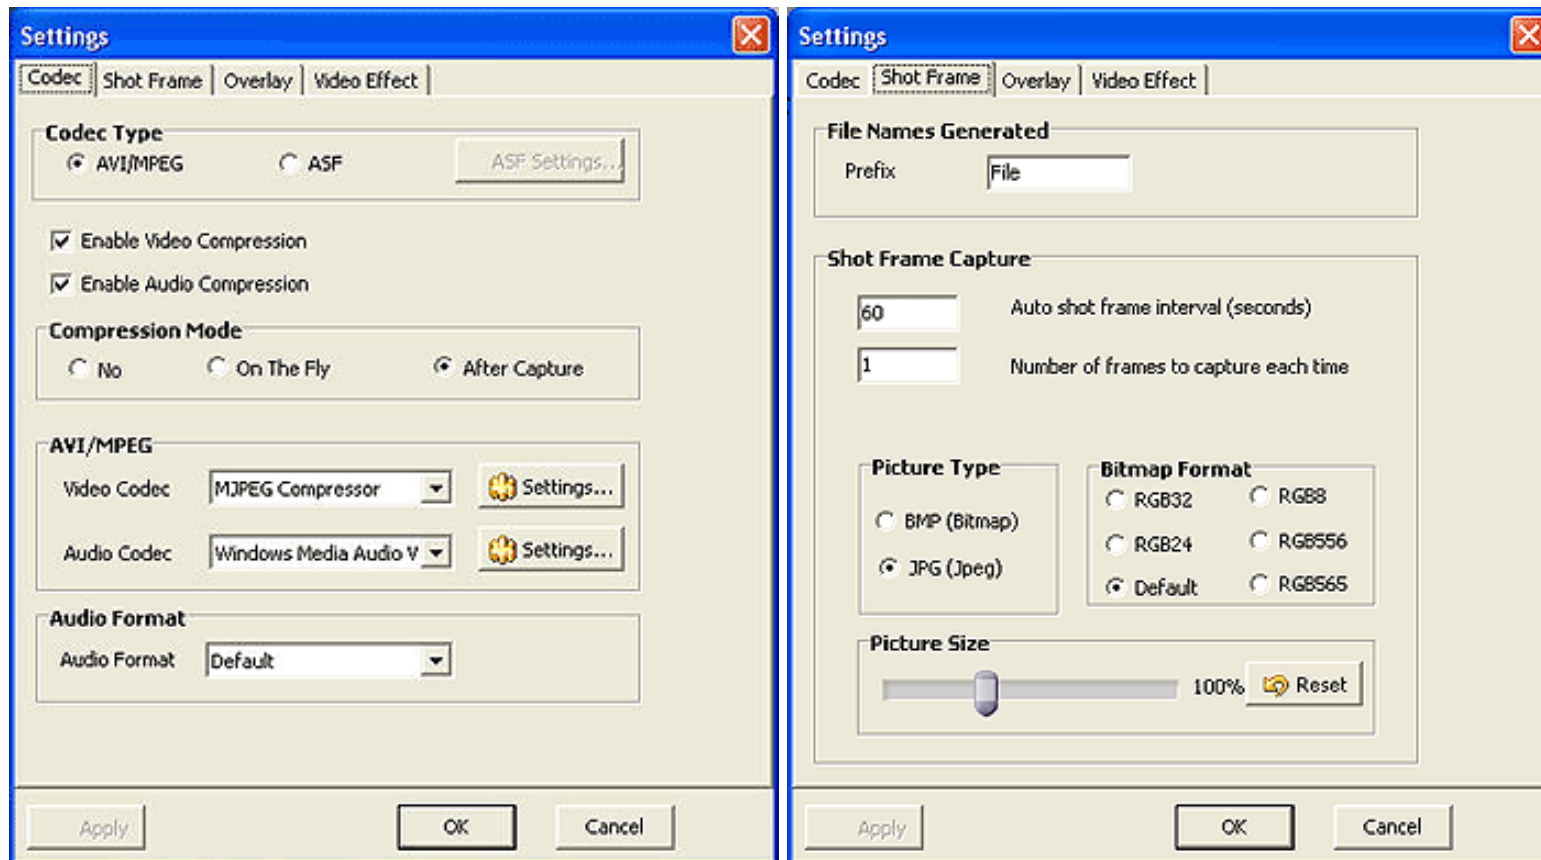 Settings
Codec Shot Frame Overlay Video Effect
Codec Type
AVI/MPEG ASF ASF Settings...
Enable Video Compression
Enable Audio Compression
Compression Mode
No On The Fly After Capture
AVI/MPEG
Video Codec MJPEG Compressor Settings...
Audio Codec Windows Media Audio V Settings...
Audio Format
Audio Format Default
Apply OK Cancel
Settings
Codec Shot Frame Overlay Video Effect
File Names Generated
Prefix File
Shot Frame Capture
60 Auto shot frame interval (seconds)
1 Number of frames to capture each time
Picture Type
BMP (Bitmap)
JPG (Jpeg)
Bitmap Format
RGB32 RGB8
RGB24 RGB556
Default RGB565
Picture Size
100% Reset
Apply OK Cancel